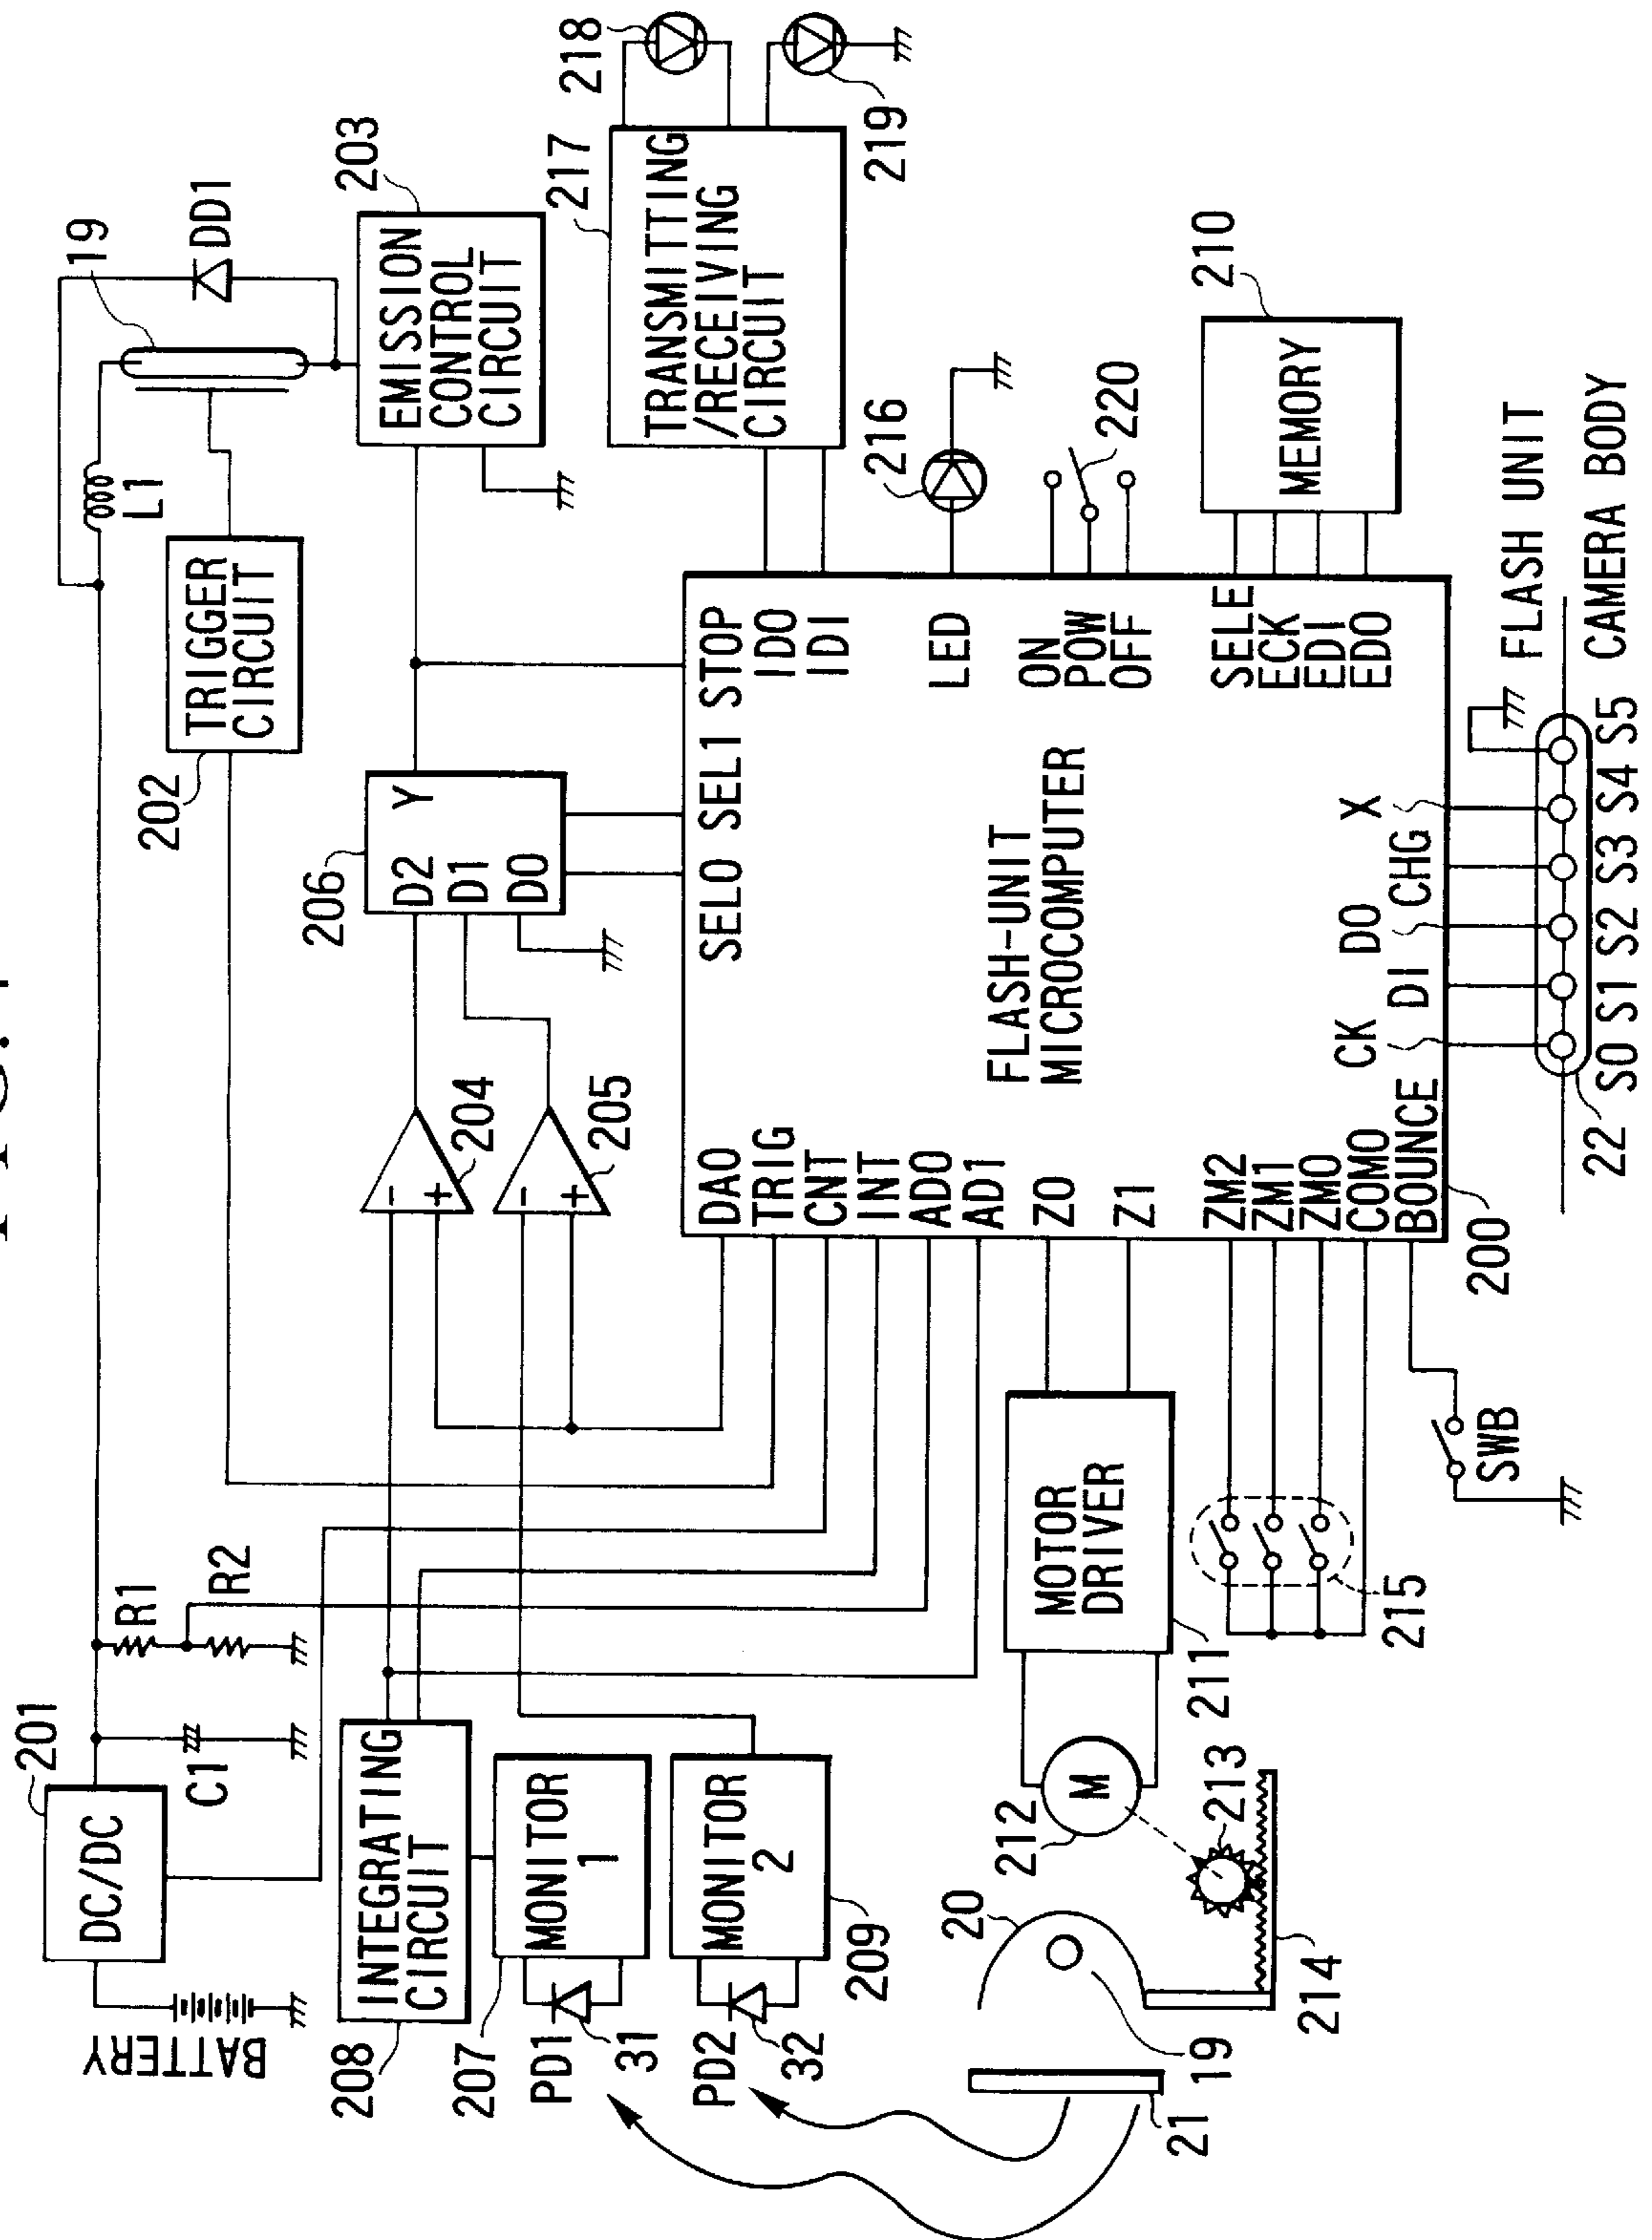 BATTERY
201
DC/DC
C1
R1
R2
202
TRIGGER
CIRCUIT
L1
19
DD1
203
EMISSION
CONTROL
CIRCUIT
208
INTEGRATING
CIRCUIT
207
MONITOR
1
PD1
31
MONITOR
2
PD2
32
209
-
+
204
-
+
205
206
D2
D1
D0
Y
217
218
TRANSMITTING
/RECEIVING
CIRCUIT
219
SEL0
SEL1
STOP
IDO
IDI
LED
ON
POW
OFF
SELE
ECK
EDI
EDO
216
220
210
MEMORY
DA0
TRIG
CNT
INT
AD0
AD1
Z0
Z1
ZM2
ZM1
ZM0
COM0
BOUNCE
FLASH-UNIT
MICROCOMPUTER
CK
DI
DO
CHG
X
200
20
19
21
212
M
213
214
MOTOR
DRIVER
211
215
SWB
22
S0 S1 S2 S3 S4 S5
FLASH UNIT
CAMERA BODY